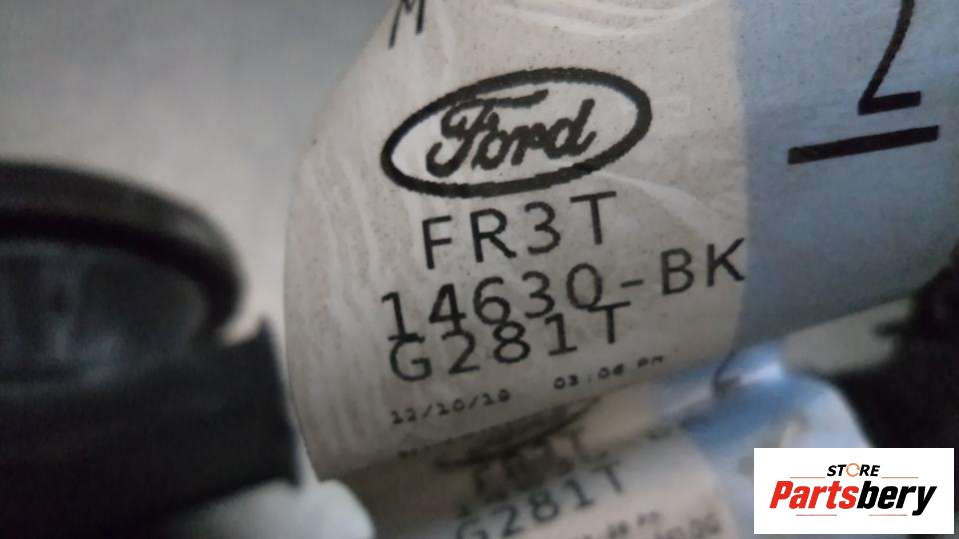 M
2
Ford
FR3T
14630-BK
G281T
12/10/18 03:06 PM
G281T
STORE
Partsbery